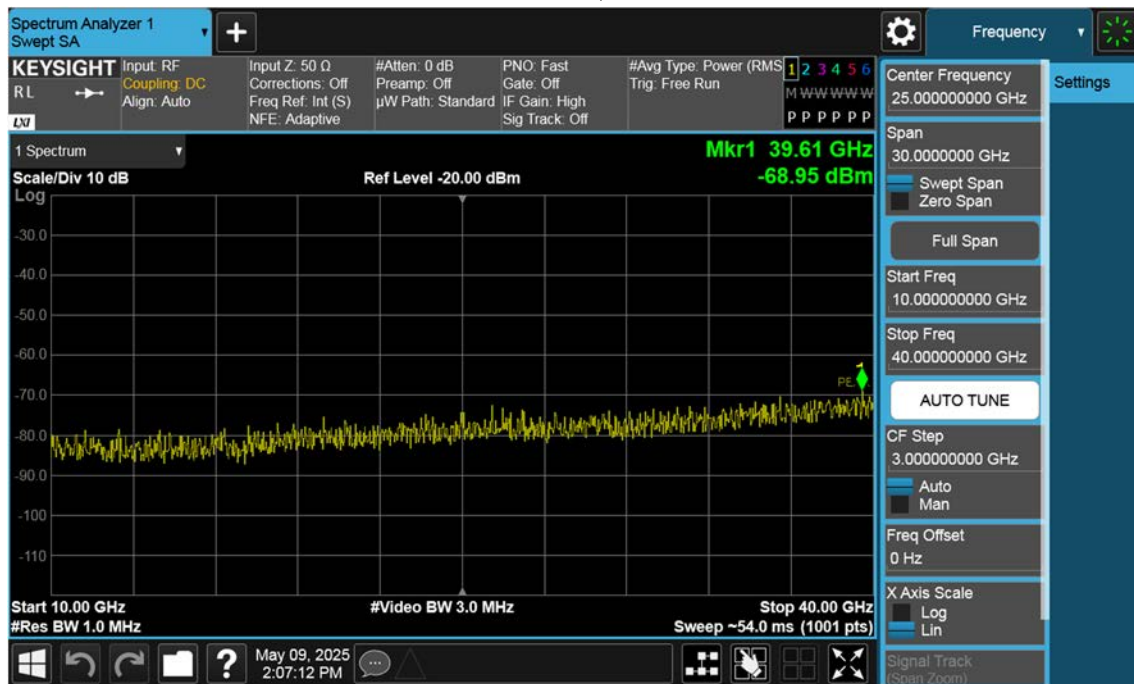 Spectrum Analyzer 1
Swept SA
Frequency
KEYSIGHT
RL
LXI
Input: RF
Coupling: DC
Align: Auto
Input Z: 50 Ω
Corrections: Off
Freq Ref: Int (S)
NFE: Adaptive
#Atten: 0 dB
Preamp: Off
µW Path: Standard
PNO: Fast
Gate: Off
IF Gain: High
Sig Track: Off
#Avg Type: Power (RMS
Trig: Free Run
1 2 3 4 5 6
M W W W W W
P P P P P P
1 Spectrum
Scale/Div 10 dB
Ref Level -20.00 dBm
Mkr1 39.61 GHz
-68.95 dBm
Log
-30.0
-40.0
-50.0
-60.0
-70.0
-80.0
-90.0
-100
-110
1
Start 10.00 GHz
#Res BW 1.0 MHz
#Video BW 3.0 MHz
Stop 40.00 GHz
Sweep ~54.0 ms (1001 pts)
?
May 09, 2025
2:07:12 PM
Center Frequency
25.000000000 GHz
Span
30.0000000 GHz
Swept Span
Zero Span
Full Span
Start Freq
10.000000000 GHz
Stop Freq
40.000000000 GHz
AUTO TUNE
CF Step
3.000000000 GHz
Auto
Man
Freq Offset
0 Hz
X Axis Scale
Log
Lin
Signal Track
(Span Zoom)
Settings